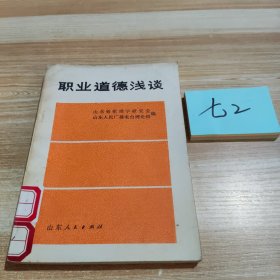 职业道德浅谈
山东省伦理学研究会
山东人民广播电台理论组
编
山东人民出版社
七2